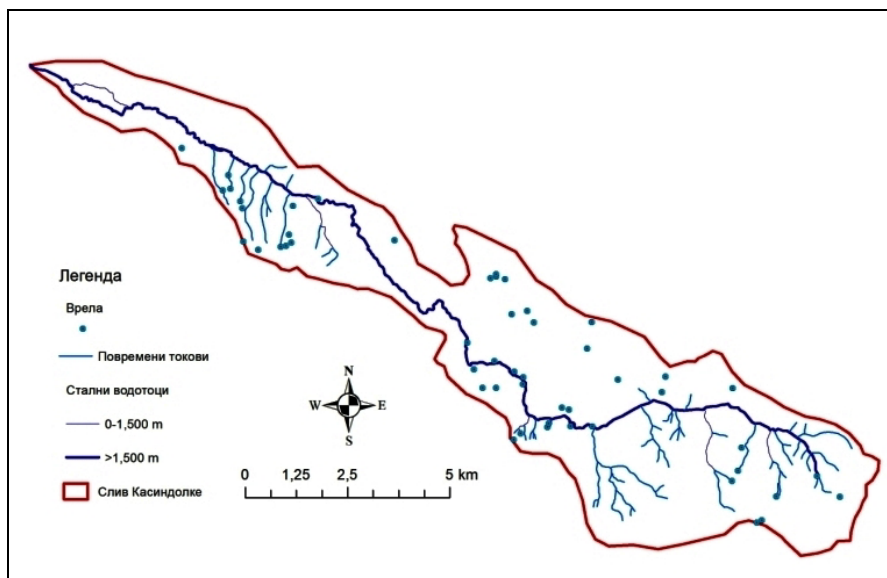 Легенда
Врела
Повремени токови
Стални водотоци
0-1,500 m
>1,500 m
Слив Касиндолке
N
W E
S
0 1,25 2,5 5 km